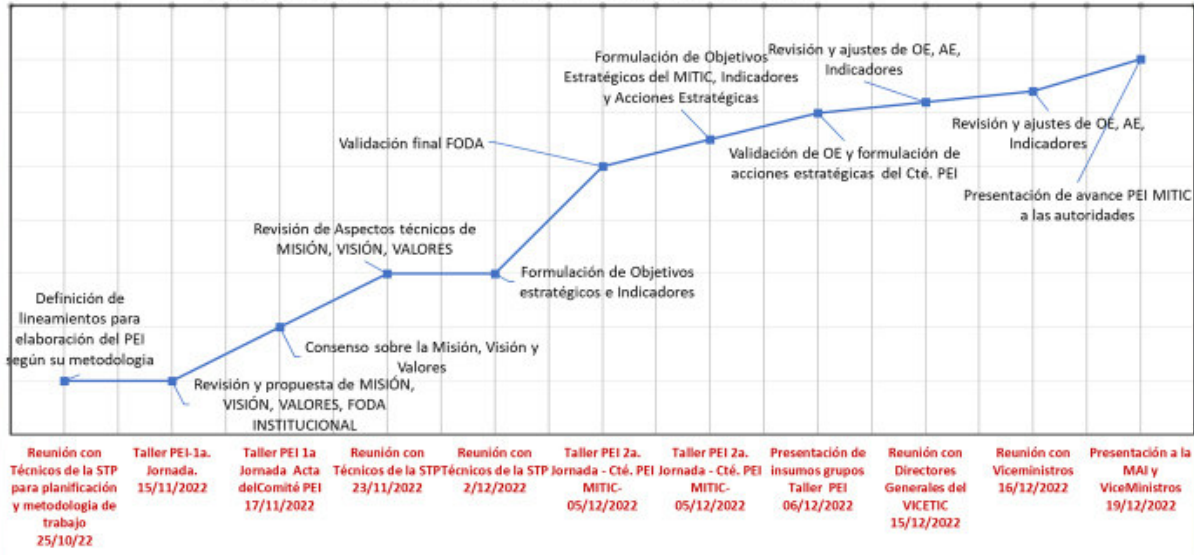 Definición de
lineamientos para
elaboración del PEI
según su metodologia
Revisión y propuesta de MISIÓN,
VISIÓN, VALORES, FODA
INSTITUCIONAL
Consenso sobre la Misión, Visión y
Valores
Revisión de Aspectos técnicos de
MISIÓN, VISIÓN, VALORES
Formulación de Objetivos
estratégicos e Indicadores
Validación final FODA
Formulación de Objetivos
Estratégicos del MITIC, Indicadores
y Acciones Estratégicas
Validación de OE y formulación de
acciones estratégicas del Cté. PEI
Revisión y ajustes de OE, AE,
Indicadores
Revisión y ajustes de OE, AE,
Indicadores
Presentación de avance PEI MITIC
a las autoridades
Reunión con
Técnicos de la STP
para planificación
y metodología de
trabajo
25/10/22
Taller PEI-1a.
Jornada.
15/11/2022
Taller PEI 1a
Jornada Acta
delComité PEI
17/11/2022
Reunión con
Técnicos de la STP
23/11/2022
Reunión con
Técnicos de la STP
2/12/2022
Taller PEI 2a.
Jornada - Cté. PEI
MITIC-
05/12/2022
Taller PEI 2a.
Jornada - Cté. PEI
MITIC-
05/12/2022
Presentación de
insumos grupos
Taller PEI
06/12/2022
Reunión con
Directores
Generales del
VICETIC
15/12/2022
Reunión con
Viceministros
16/12/2022
Presentación a la
MAI y
ViceMinistros
19/12/2022